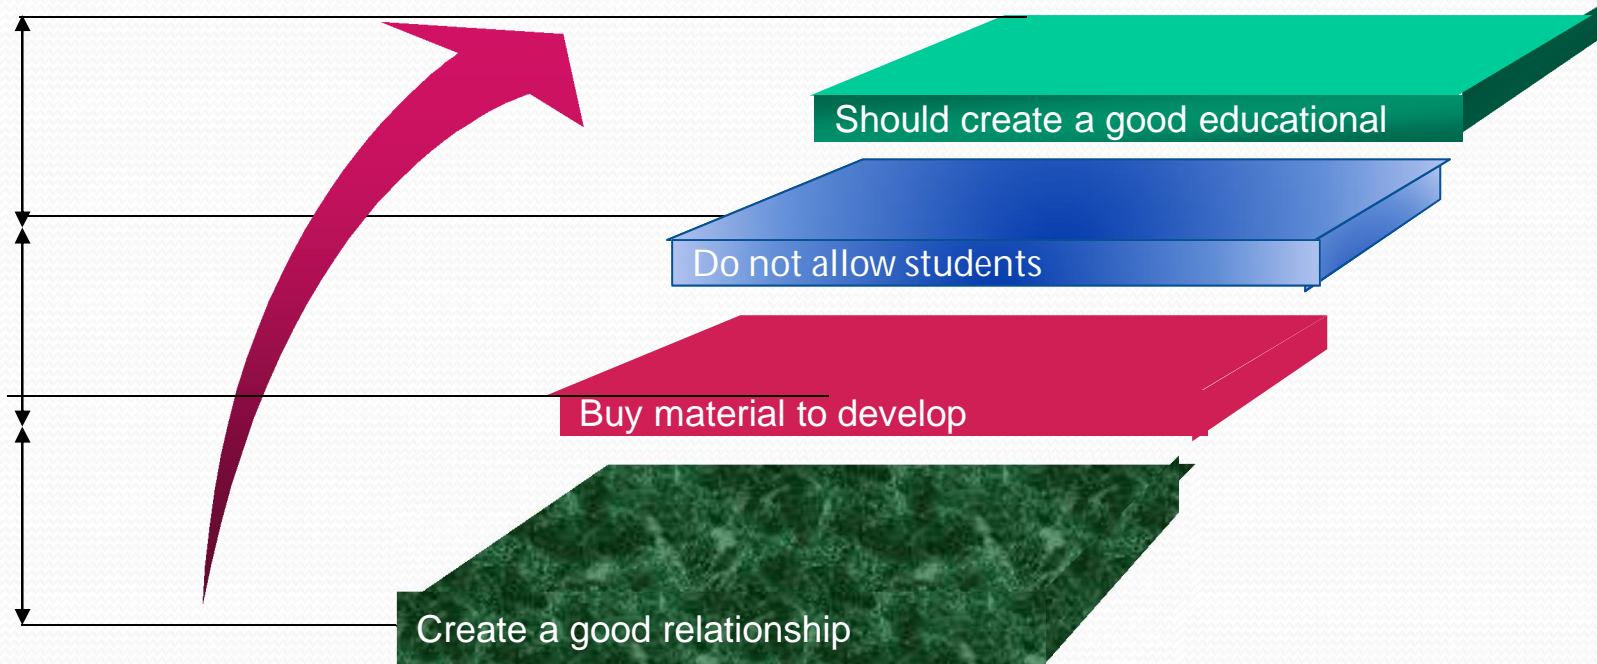 Should create a good educational
Do not allow students
Buy material to develop
Create a good relationship